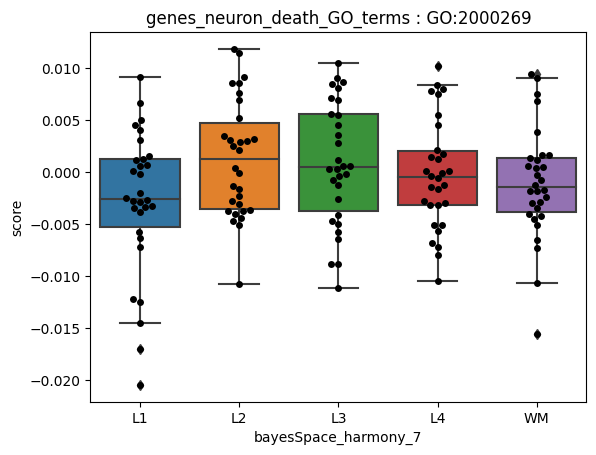 genes_neuron_death_GO_terms : GO:2000269
score
0.010
0.005
0.000
−0.005
−0.010
−0.015
−0.020
L1 L2 L3 L4 WM
bayesSpace_harmony_7